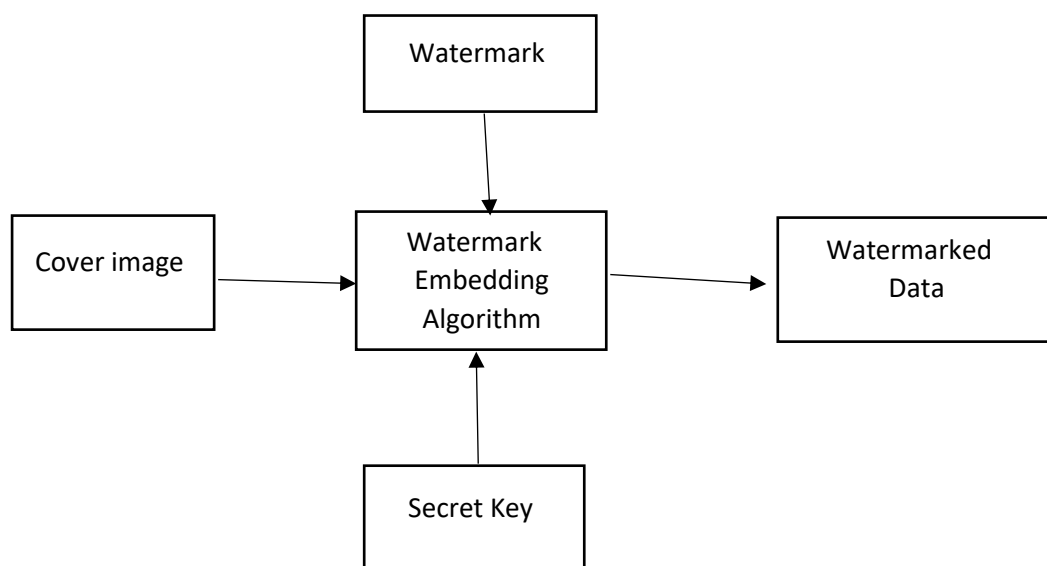 Watermark
Cover image
Watermark
Embedding
Algorithm
Watermarked
Data
Secret Key